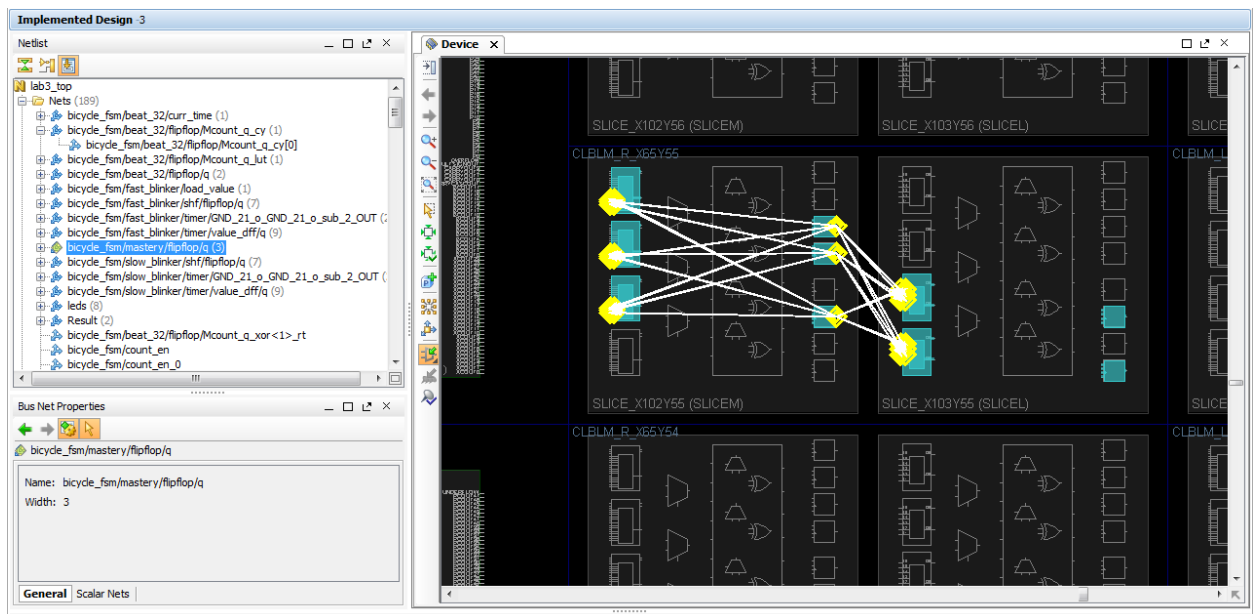 Implemented Design -3
Netlist
lab3_top
Nets (189)
bicycle_fsm/beat_32/curr_time (1)
bicycle_fsm/beat_32/flipflop/Mcount_q_cy (1)
bicycle_fsm/beat_32/flipflop/Mcount_q_cy[0]
bicycle_fsm/beat_32/flipflop/Mcount_q_lut (1)
bicycle_fsm/beat_32/flipflop/q (2)
bicycle_fsm/fast_blinker/load_value (1)
bicycle_fsm/fast_blinker/shf/flipflop/q (7)
bicycle_fsm/fast_blinker/timer/GND_21_o_GND_21_o_sub_2_OUT (
bicycle_fsm/fast_blinker/timer/value_dff/q (9)
bicycle_fsm/mastery/flipflop/q (3)
bicycle_fsm/slow_blinker/shf/flipflop/q (7)
bicycle_fsm/slow_blinker/timer/GND_21_o_GND_21_o_sub_2_OUT (
bicycle_fsm/slow_blinker/timer/value_dff/q (9)
leds (8)
Result (2)
bicycle_fsm/beat_32/flipflop/Mcount_q_xor<1>_rt
bicycle_fsm/count_en
bicycle_fsm/count_en_0
Bus Net Properties
bicycle_fsm/mastery/flipflop/q
Name: bicycle_fsm/mastery/flipflop/q
Width: 3
General Scalar Nets
Device
SLICE_X102Y56 (SLICEM)
SLICE_X103Y56 (SLICEL)
SLICE
CLBLM_R_X65Y55
CLBLM_L
SLICE_X102Y55 (SLICEM)
SLICE_X103Y55 (SLICEL)
SLICE
CLBLM_R_X65Y54
CLBLM_L